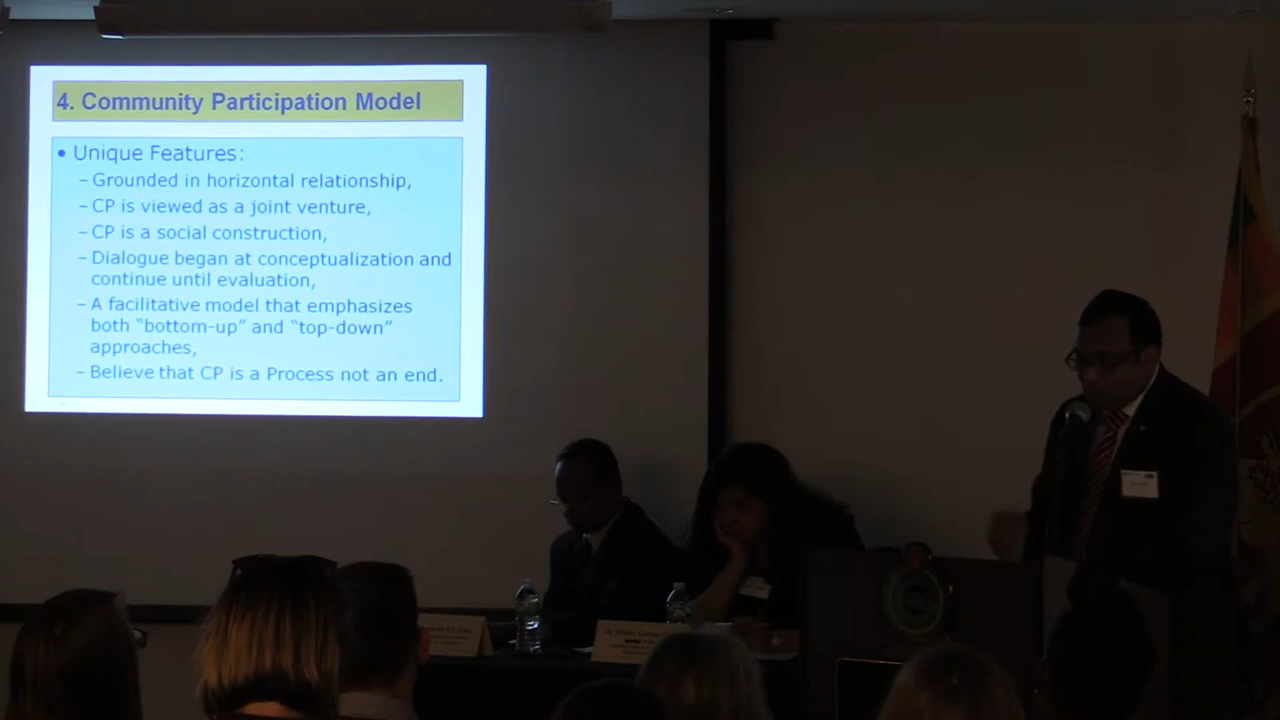 4. Community Participation Model
• Unique Features:
– Grounded in horizontal relationship,
– CP is viewed as a joint venture,
– CP is a social construction,
– Dialogue began at conceptualization and
continue until evaluation,
– A facilitative model that emphasizes
both “bottom-up” and “top-down”
approaches,
– Believe that CP is a Process not an end.
Dr.